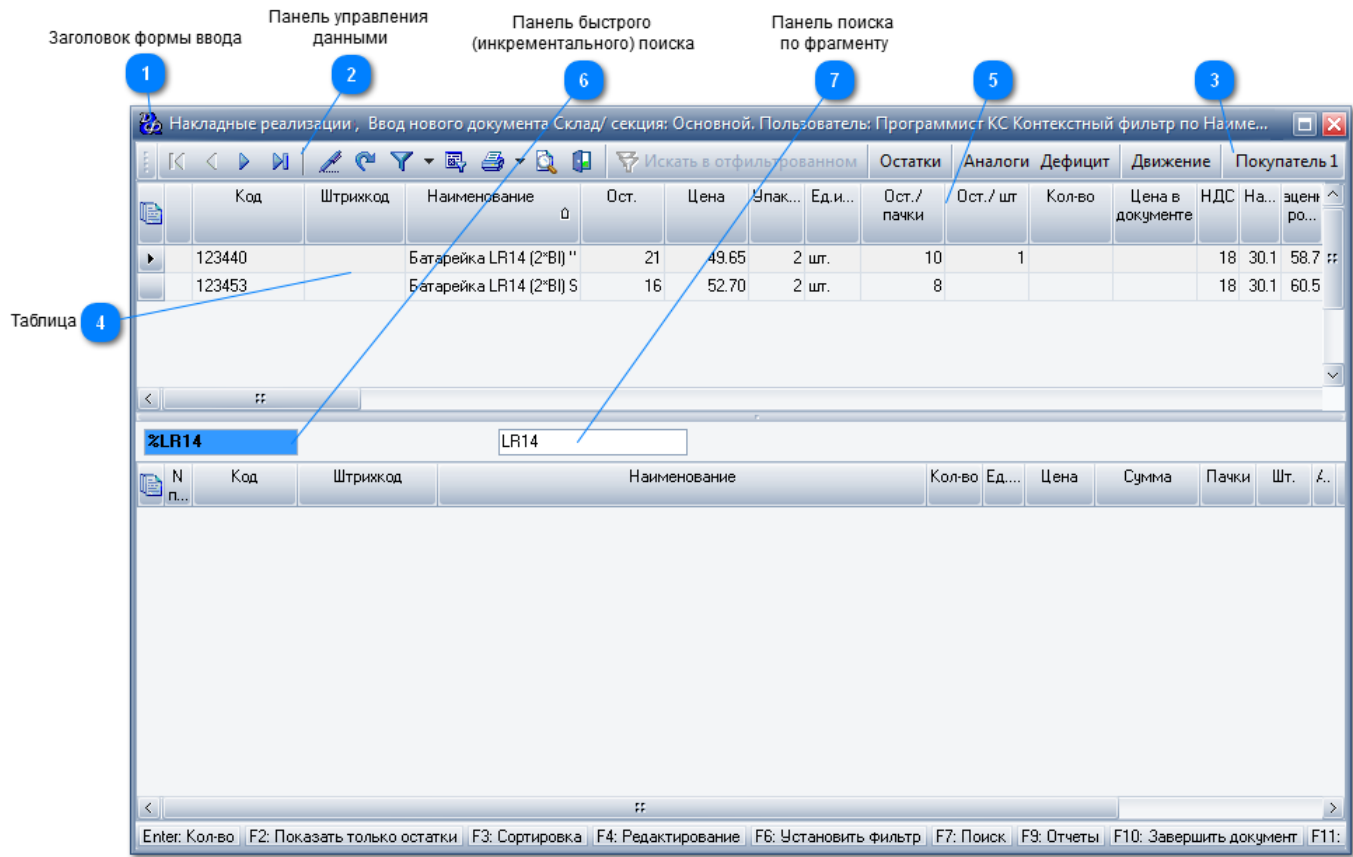 Заголовок формы ввода
Панель управления
данными
Панель быстрого
(инкрементального) поиска
Панель поиска
по фрагменту
1
2
6
7
5
3
Накладные реализации ,  Ввод нового документа Склад/ секция: Основной. Пользователь: Программист КС Контекстный фильтр по Наиме...
Искать в отфильтрованном Остатки Аналоги Дефицит Движение Покупатель 1
Код Штрихкод Наименование Ост. Цена Упак... Ед.и... Ост./ Ост./ шт Кол-во Цена в НДС На... зцен
пачки документе ро...
123440 Батарейка LR14 (2*Bl) " 21 49.65 2 шт. 10 1 18 30.1 58.7
123453 Батарейка LR14 (2*Bl) S 16 52.70 2 шт. 8 18 30.1 60.5
Таблица 4
%LR14 LR14
N Код Штрихкод Наименование Кол-во Ед.... Цена Сумма Пачки Шт.
п...
Enter: Кол-во F2: Показать только остатки F3: Сортировка F4: Редактирование F6: Установить фильтр F7: Поиск F9: Отчеты F10: Завершить документ F11: